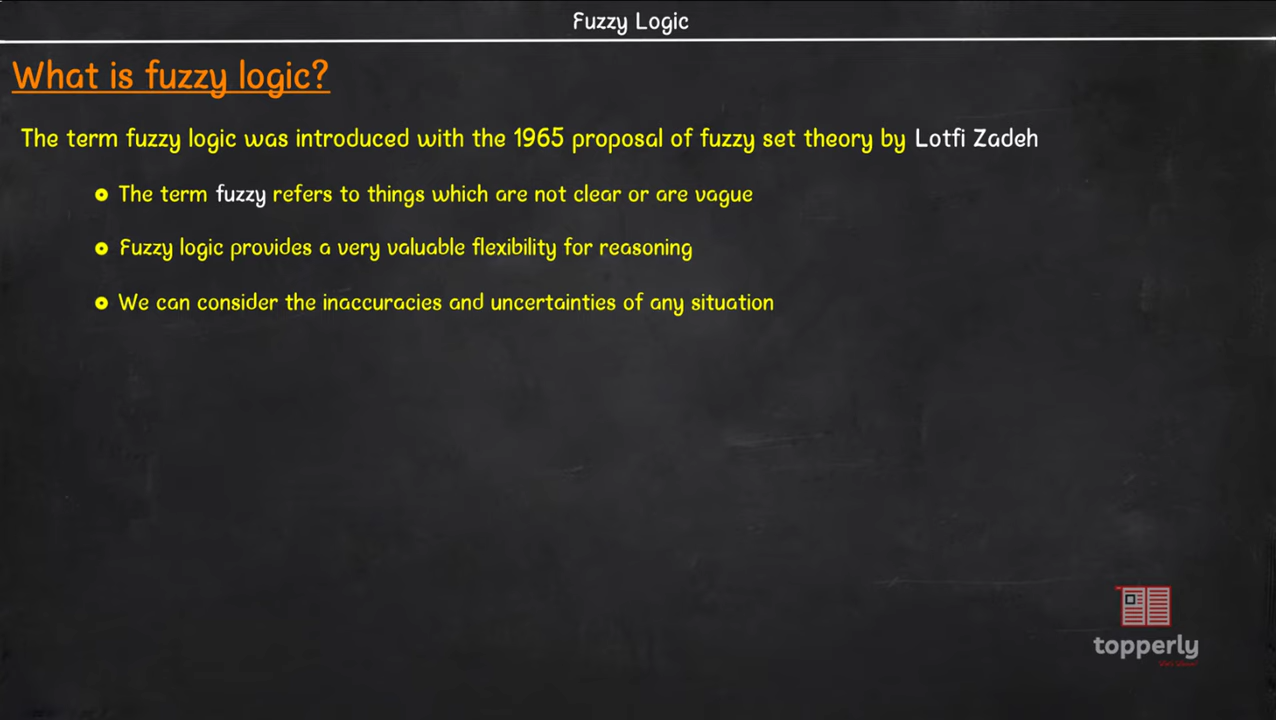 Fuzzy Logic
What is fuzzy logic?
The term fuzzy logic was introduced with the 1965 proposal of fuzzy set theory by Lotfi Zadeh
The term fuzzy refers to things which are not clear or are vague
Fuzzy logic provides a very valuable flexibility for reasoning
We can consider the inaccuracies and uncertainties of any situation
topperly